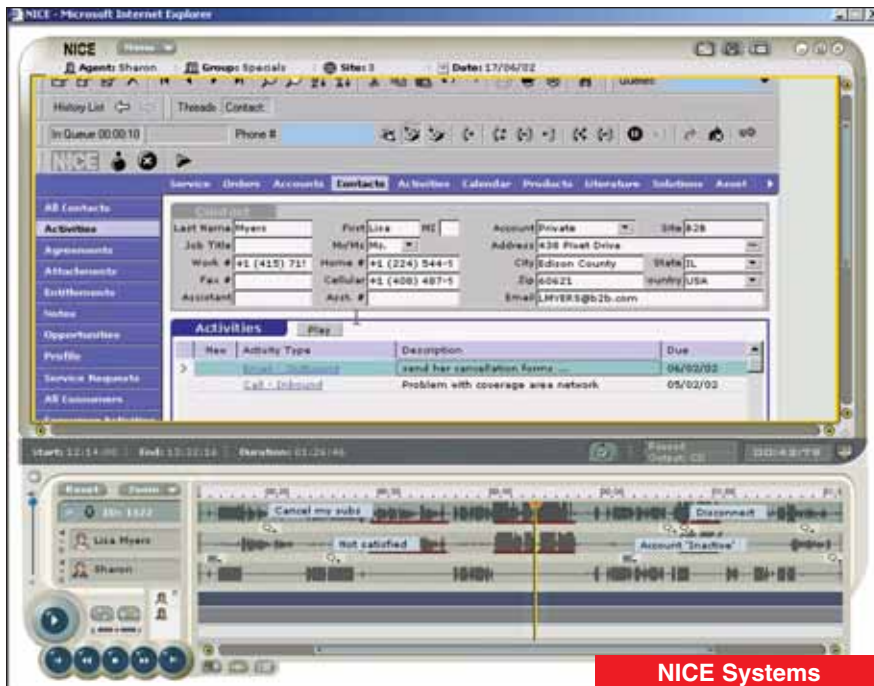 NICE - Microsoft Internet Explorer
NICE
Agent: Sharon Group: Specials Site: 3 Date: 17/06/02
History List Threads Contact:
In Queue 00:00:10 Phone #
NICE
Service Orders Accounts Contacts Activities Calendar Products Literature Solutions Asset
All Contacts
Activities
Agreements
Attachments
Entitlements
Notes
Opportunities
Profile
Service Requests
All Consumers
Contact
Last Name Myers First Lisa MI Account Private Site B2B
Job Title Mr/Ms Ms. Address 438 Pivet Drive
Work # +1 (415) 71 Home # +1 (224) 544-5 City Edison County State IL
Fax # Cellular +1 (408) 487-5 Zip 60621 ountry USA
Assistant Asst. # Email LMYERS@b2b.com
Activities Play
New Activity Type Description Due
Email - Outbound send her cancellation forms ... 06/02/02
Call - Inbound Problem with coverage area network 05/02/02
Start: End: Duration:
Reset Zoom
Cancel my subs Disconnect
Lisa Myers Not satisfied Account 'Inactive'
Sharon
NICE Systems